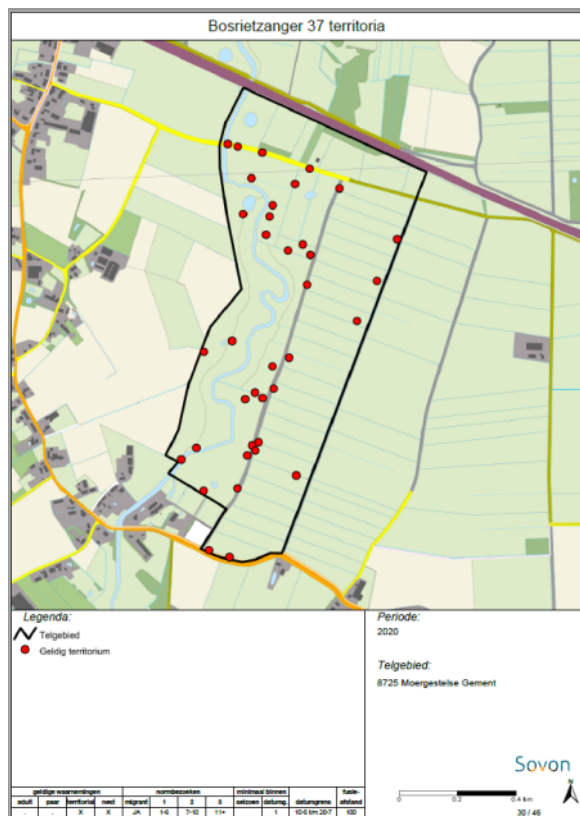 Bosrietzanger 37 territoria
Legenda:
Telgebied
Geldig territorium
Periode:
2020
Telgebied:
8725 Moergestelse Gement
Sovon
0 0.2 0.4 km
30 / 46
geldige waarnemingen normbezoeken minimaal binnen fusie-
adult paar territorial nest migrant 1 2 3 seizoen datumg. datumgrens afstand
. . X X JA 1-6 7-10 11+ 1 10-5 t/m 20-7 100